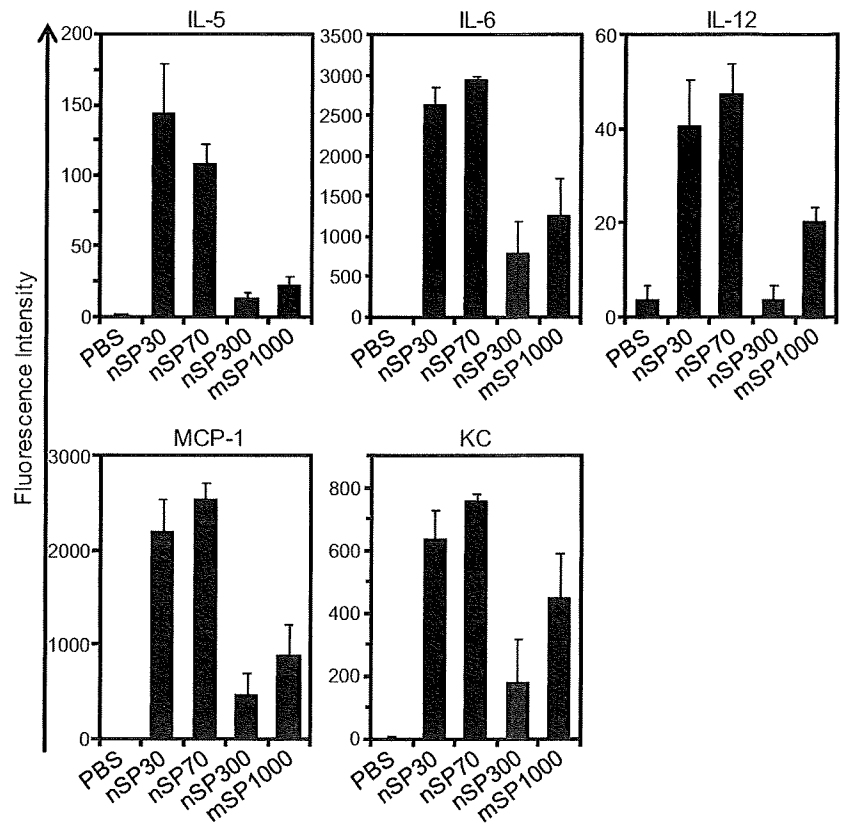 Fluorescence Intensity
IL-5
200
150
100
50
0
PBS
nSP30
nSP70
nSP300
mSP1000
IL-6
3500
3000
2500
2000
1500
1000
500
0
PBS
nSP30
nSP70
nSP300
mSP1000
IL-12
60
40
20
0
PBS
nSP30
nSP70
nSP300
mSP1000
MCP-1
3000
2000
1000
0
PBS
nSP30
nSP70
nSP300
mSP1000
KC
800
600
400
200
0
PBS
nSP30
nSP70
nSP300
mSP1000